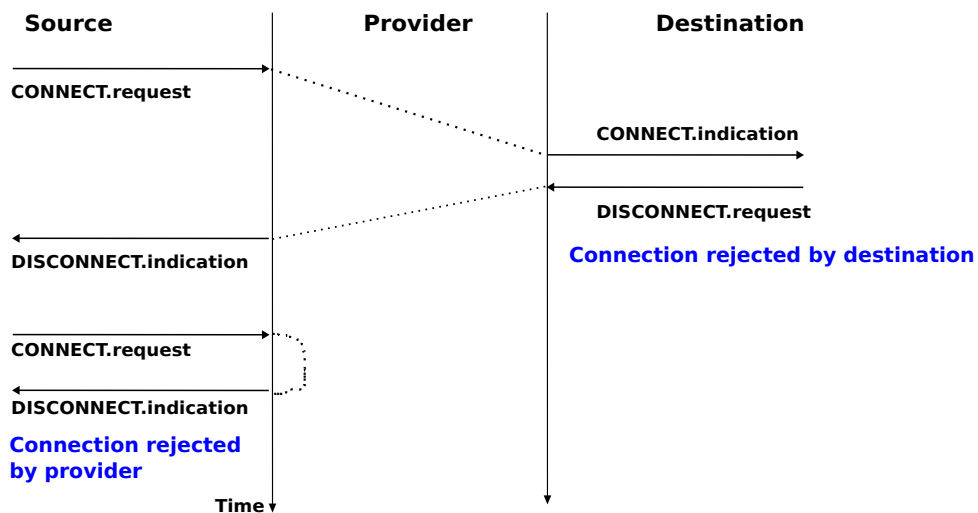 Source
Provider
Destination
CONNECT.request
CONNECT.indication
DISCONNECT.request
DISCONNECT.indication
Connection rejected by destination
CONNECT.request
DISCONNECT.indication
Connection rejected
by provider
Time